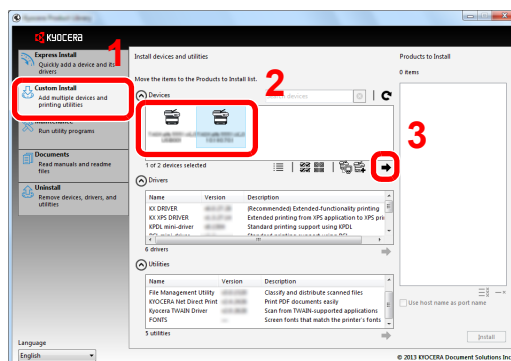 Kyocera Product Library
KYOCERA
1
Express Install
Quickly add a device and its
drivers
Custom Install
Add multiple devices and
printing utilities
Maintenance
Run utility programs
Documents
Read manuals and readme
files
Uninstall
Remove devices, drivers, and
utilities
Language
English
Install devices and utilities
Move the items to the Products to Install list.
2
Devices
Search devices
1 of 2 devices selected
3
Drivers
Name Version Description
KX DRIVER (Recommended) Extended-functionality printing
KX XPS DRIVER Extended printing from XPS application to XPS pri
KPDL mini-driver Standard printing support using KPDL
6 drivers
Utilities
Name Version Description
File Management Utility Classify and distribute scanned files
KYOCERA Net Direct Print Print PDF documents easily
Kyocera TWAIN Driver Scan from TWAIN-supported applications
FONTS Screen fonts that match the printer's fonts
5 utilities
Products to Install
0 items
Use host name as port name
Install
© 2013 KYOCERA Document Solutions Inc